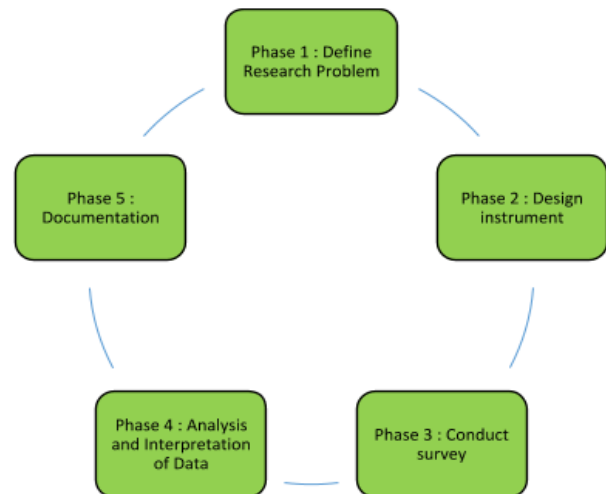 Phase 1 : Define
Research Problem
Phase 2 : Design
instrument
Phase 3 : Conduct
survey
Phase 4 : Analysis
and Interpretation
of Data
Phase 5 :
Documentation